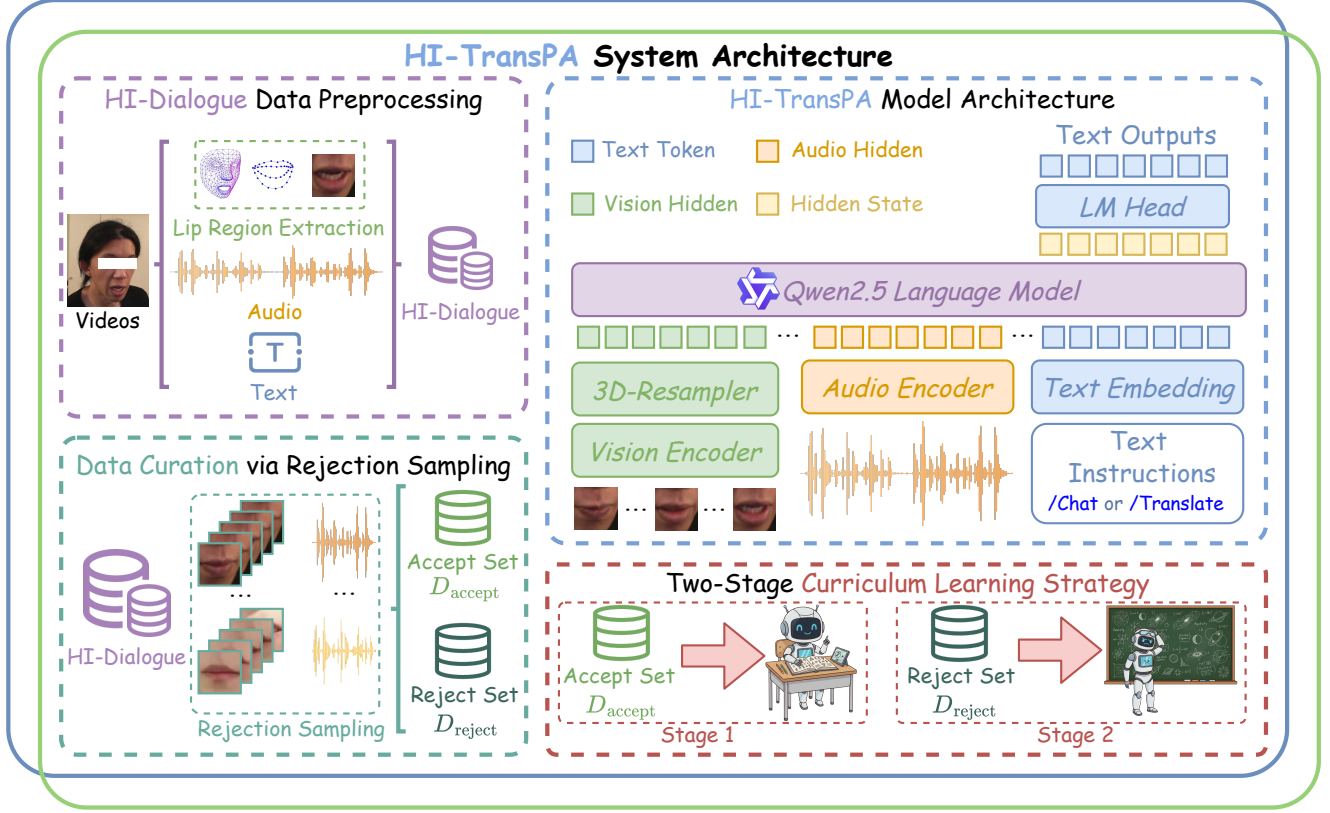 HI-TransPA System Architecture
HI-Dialogue Data Preprocessing
Lip Region Extraction
Videos
Audio
T
Text
HI-Dialogue
Data Curation via Rejection Sampling
HI-Dialogue
...
...
Rejection Sampling
Accept Set
D_accept
Reject Set
D_reject
HI-TransPA Model Architecture
Text Token
Audio Hidden
Vision Hidden
Hidden State
Text Outputs
LM Head
Qwen2.5 Language Model
...
...
3D-Resampler
Audio Encoder
Text Embedding
Vision Encoder
Text
Instructions
/Chat or /Translate
... ...
Two-Stage Curriculum Learning Strategy
Accept Set
D_accept
Stage 1
Reject Set
D_reject
Stage 2